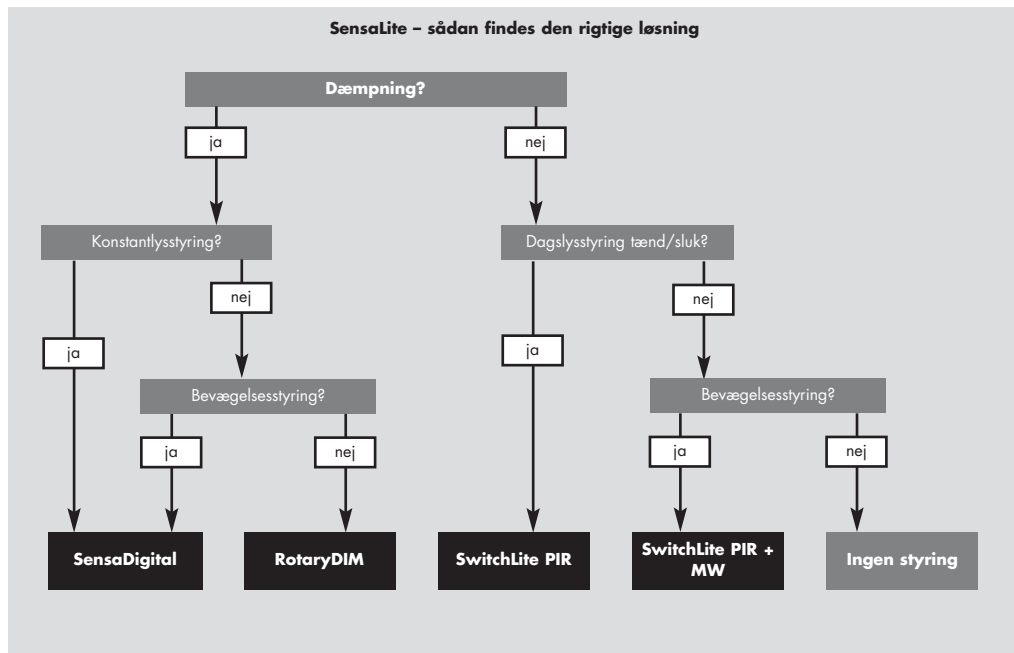 SensaLite – sådan findes den rigtige løsning
Dæmpning?
ja
nej
Konstantlysstyring?
Dagslysstyring tænd/sluk?
nej
nej
ja
ja
Bevægelsesstyring?
Bevægelsesstyring?
ja
nej
ja
nej
SensaDigital
RotaryDIM
SwitchLite PIR
SwitchLite PIR +
MW
Ingen styring